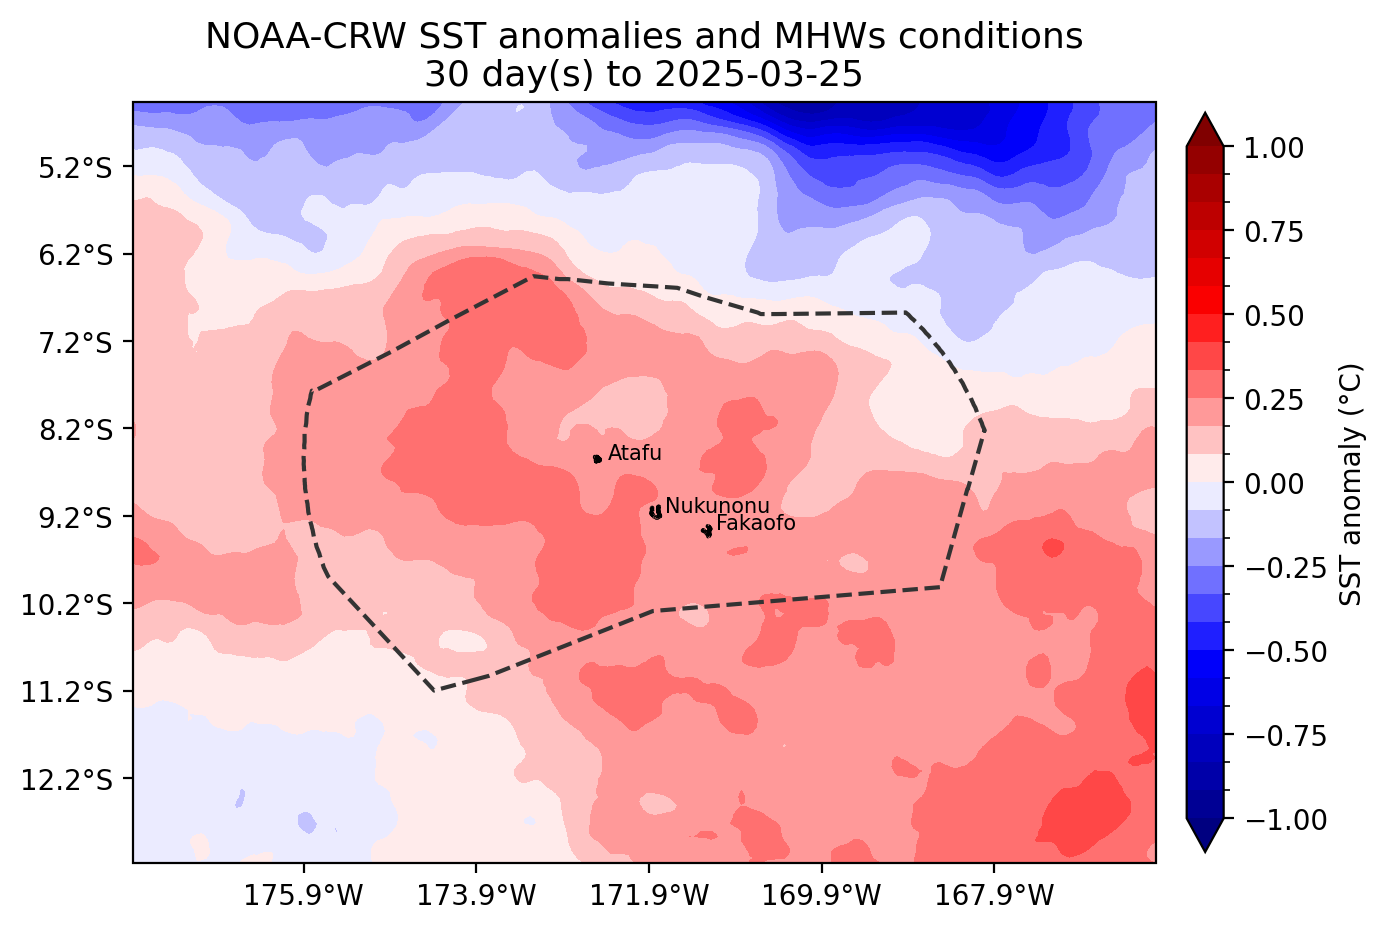 NOAA-CRW SST anomalies and MHWs conditions
30 day(s) to 2025-03-25
5.2°S
6.2°S
7.2°S
8.2°S
9.2°S
10.2°S
11.2°S
12.2°S
Atafu
Nukunonu
Fakaofo
175.9°W
173.9°W
171.9°W
169.9°W
167.9°W
1.00
0.75
0.50
0.25
0.00
−0.25
−0.50
−0.75
−1.00
SST anomaly (°C)